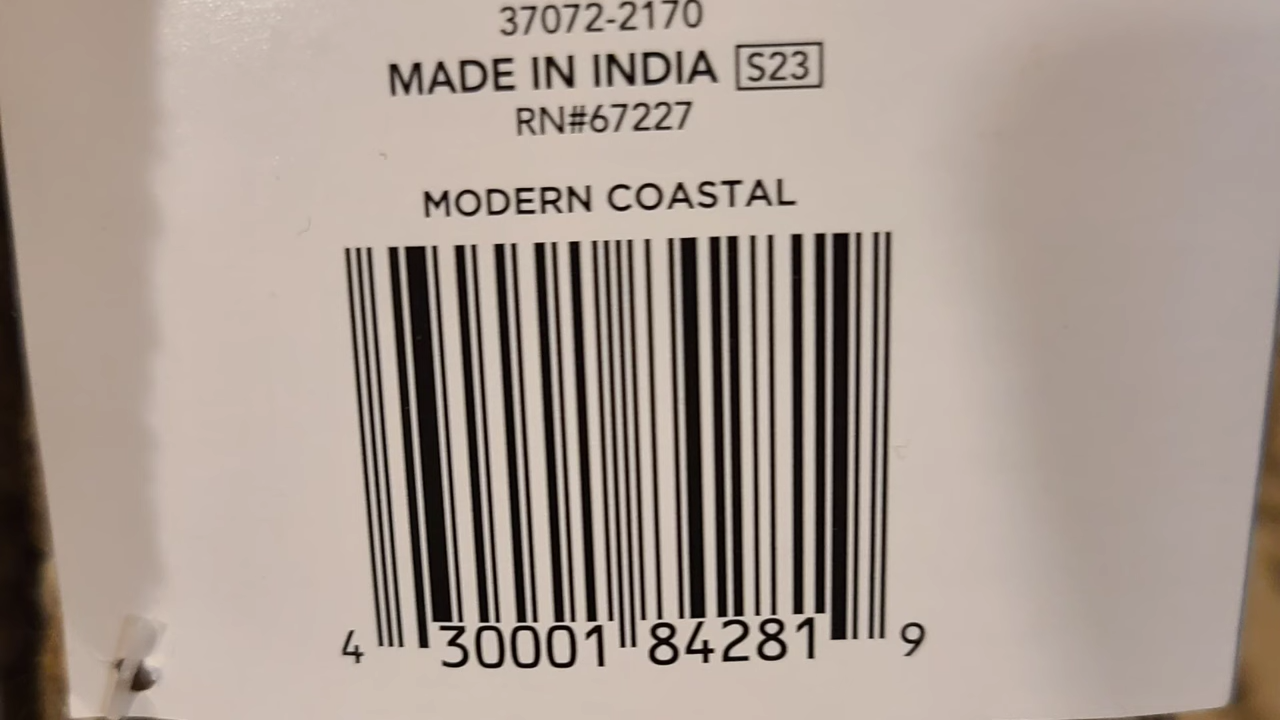 37072-2170
MADE IN INDIA S23
RN#67227
MODERN COASTAL
4 30001 84281 9